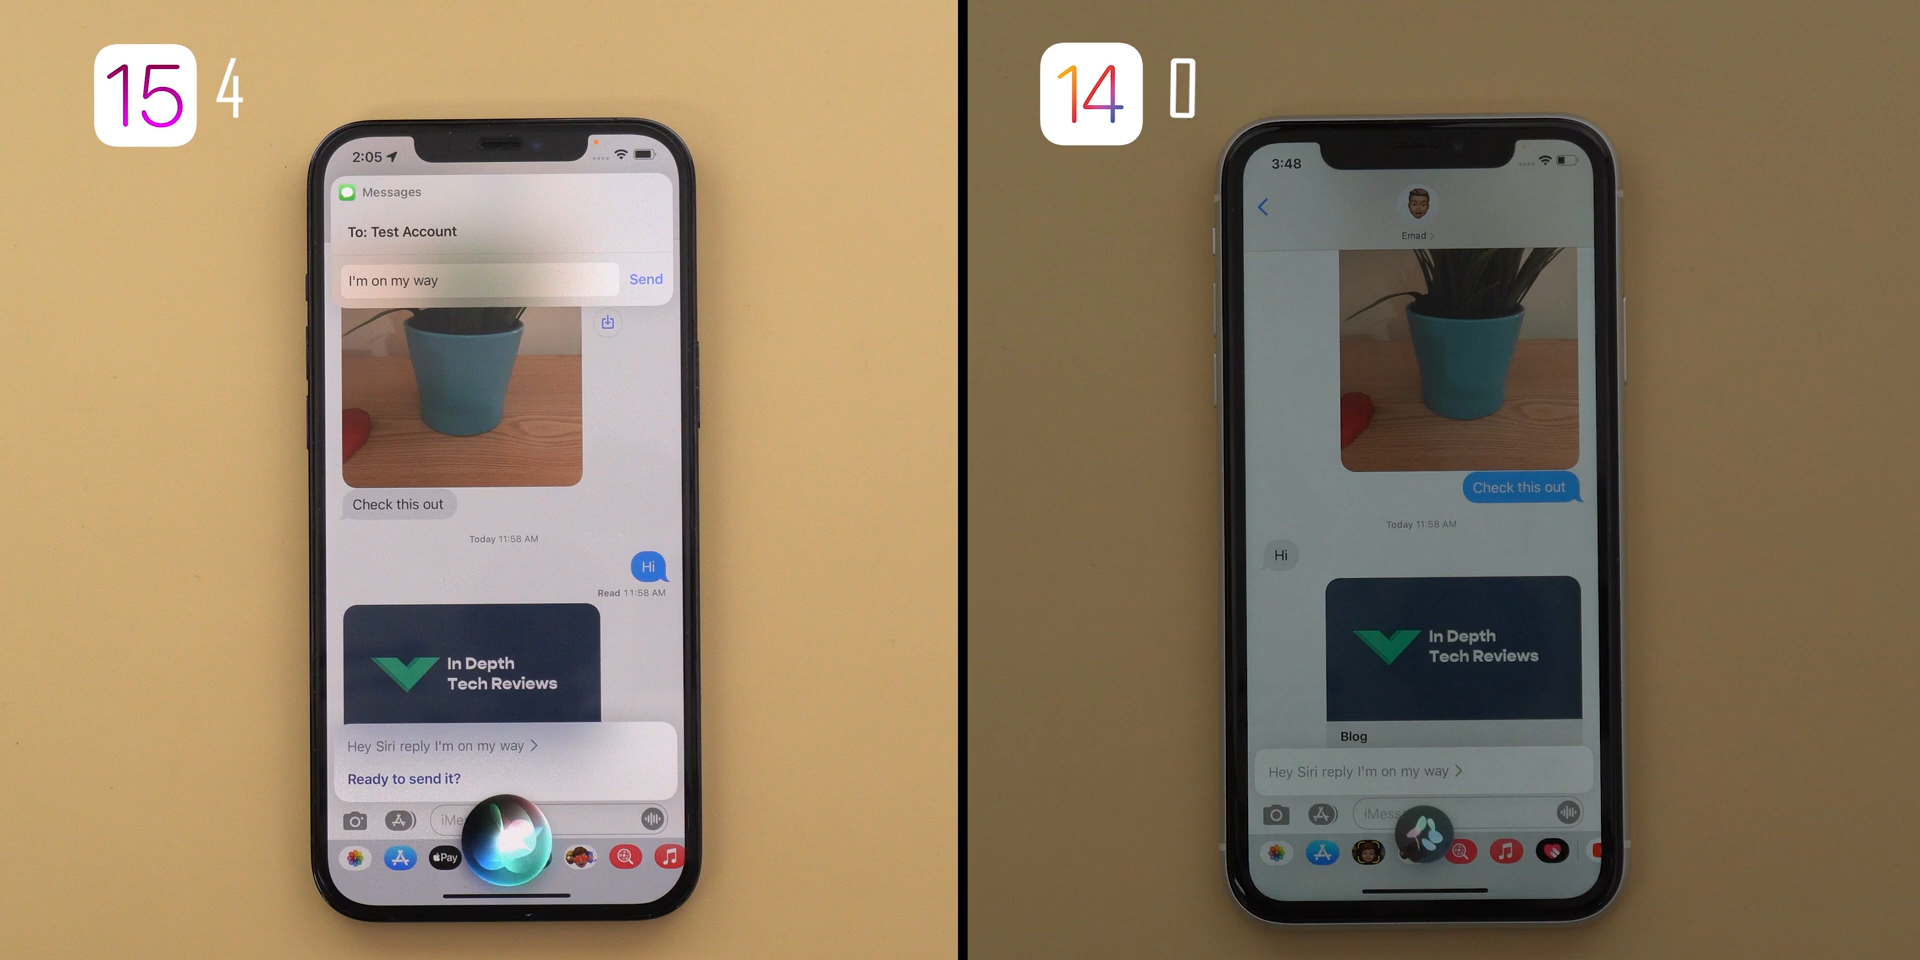 15 4
2:05
Messages
To: Test Account
I'm on my way
Send
Check this out
Today 11:58 AM
Hi
Read 11:58 AM
In Depth
Tech Reviews
Hey Siri reply I'm on my way >
Ready to send it?
iMe
Pay
14 0
3:48
Emad >
Check this out
Today 11:58 AM
Hi
In Depth
Tech Reviews
Blog
Hey Siri reply I'm on my way >
iMess